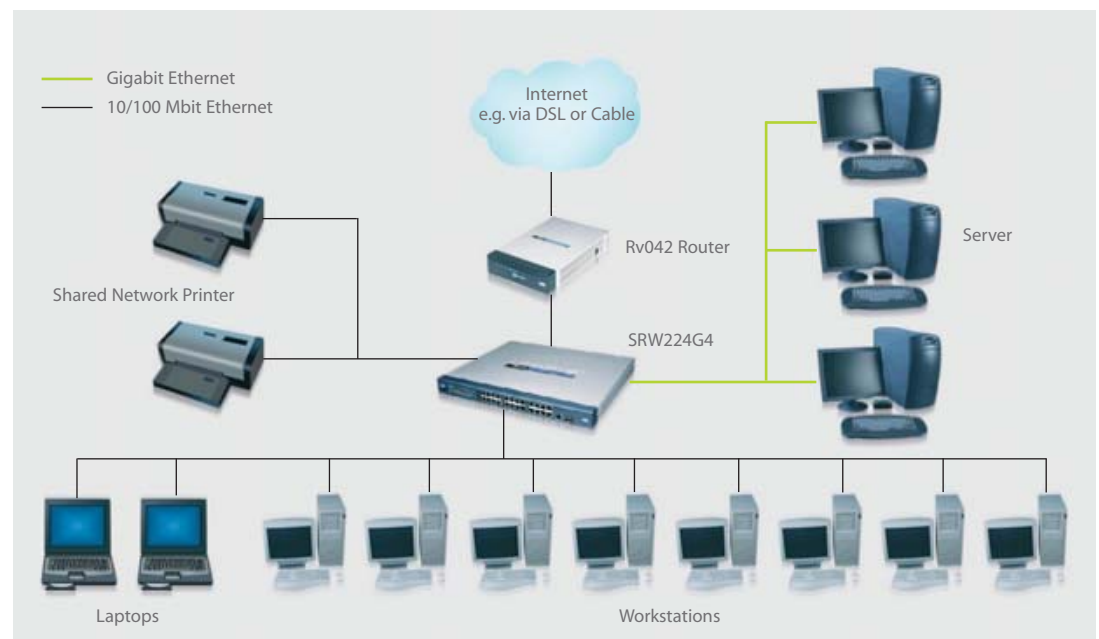 Gigabit Ethernet
10/100 Mbit Ethernet
Internet
e.g. via DSL or Cable
Rv042 Router
Server
Shared Network Printer
SRW224G4
Laptops
Workstations